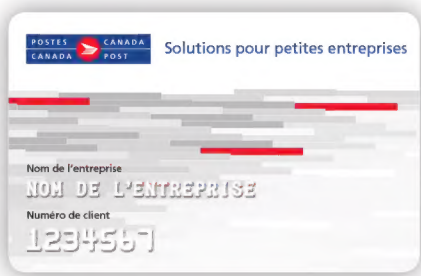 POSTES CANADA
CANADA POST
Solutions pour petites entreprises
Nom de l'entreprise
NOM DE L'ENTREPRISE
Numéro de client
1234567